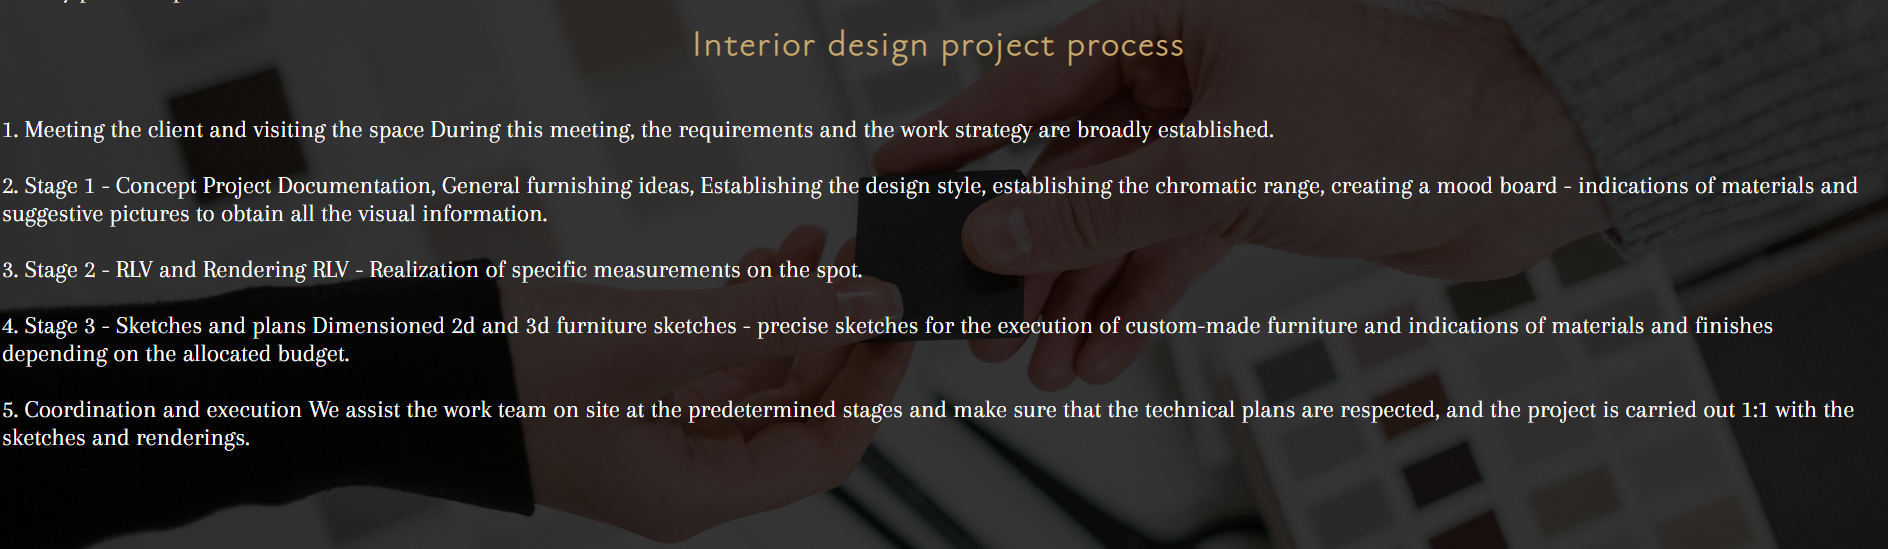 Interior design project process
1. Meeting the client and visiting the space During this meeting, the requirements and the work strategy are broadly established.
2. Stage 1 - Concept Project Documentation, General furnishing ideas, Establishing the design style, establishing the chromatic range, creating a mood board - indications of materials and
suggestive pictures to obtain all the visual information.
3. Stage 2 - RLV and Rendering RLV - Realization of specific measurements on the spot.
4. Stage 3 - Sketches and plans Dimensioned 2d and 3d furniture sketches - precise sketches for the execution of custom-made furniture and indications of materials and finishes
depending on the allocated budget.
5. Coordination and execution We assist the work team on site at the predetermined stages and make sure that the technical plans are respected, and the project is carried out 1:1 with the
sketches and renderings.